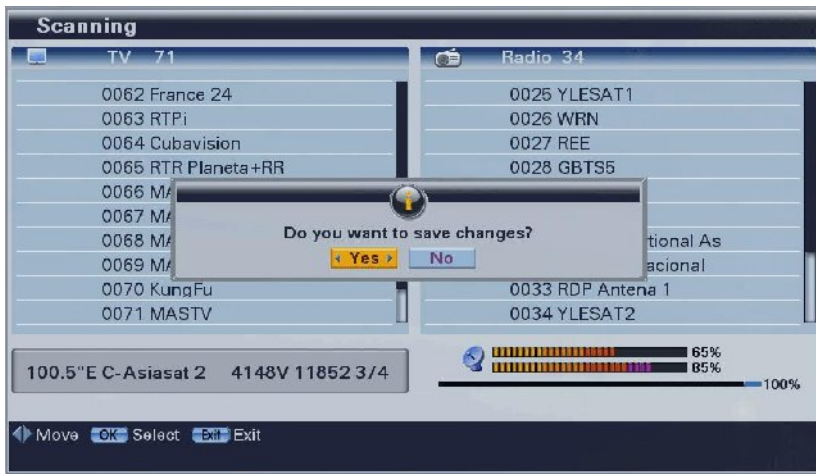 Scanning
TV 71
0062 France 24
0063 RTPi
0064 Cubavision
0065 RTR Planeta+RR
0066 MA
0067 MA
0068 MA
0069 MA
0070 KungFu
0071 MASTV
Radio 34
0025 YLESAT1
0026 WRN
0027 REE
0028 GBTS5
tional As
acional
0033 RDP Antena 1
0034 YLESAT2
Do you want to save changes?
Yes
No
100.5"E C-Asiasat 2 4148V 11852 3/4
65%
85%
100%
Move OK Select Exit Exit